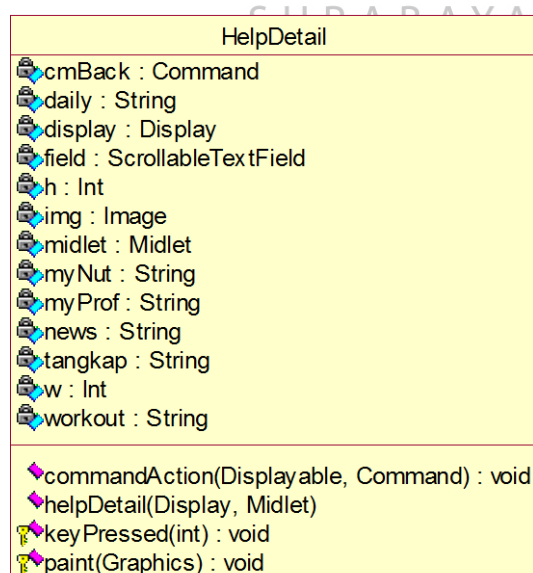 SURABAYA
HelpDetail
cmBack : Command
daily : String
display : Display
field : ScrollableTextField
h : Int
img : Image
midlet : Midlet
myNut : String
myProf : String
news : String
tangkap : String
w : Int
workout : String
commandAction(Displayable, Command) : void
helpDetail(Display, Midlet)
keyPressed(int) : void
paint(Graphics) : void